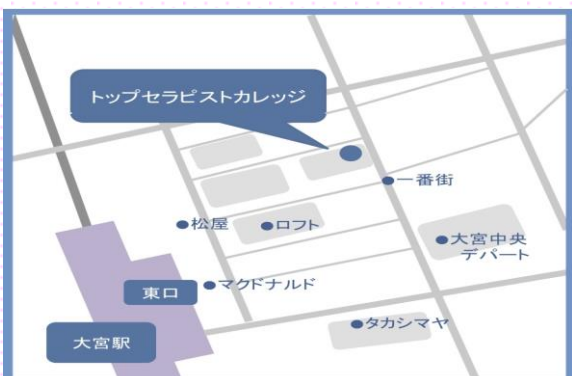 トップセラピストカレッジ
一番街
松屋
ロフト
大宮中央
デパート
マクドナルド
東口
タカシマヤ
大宮駅